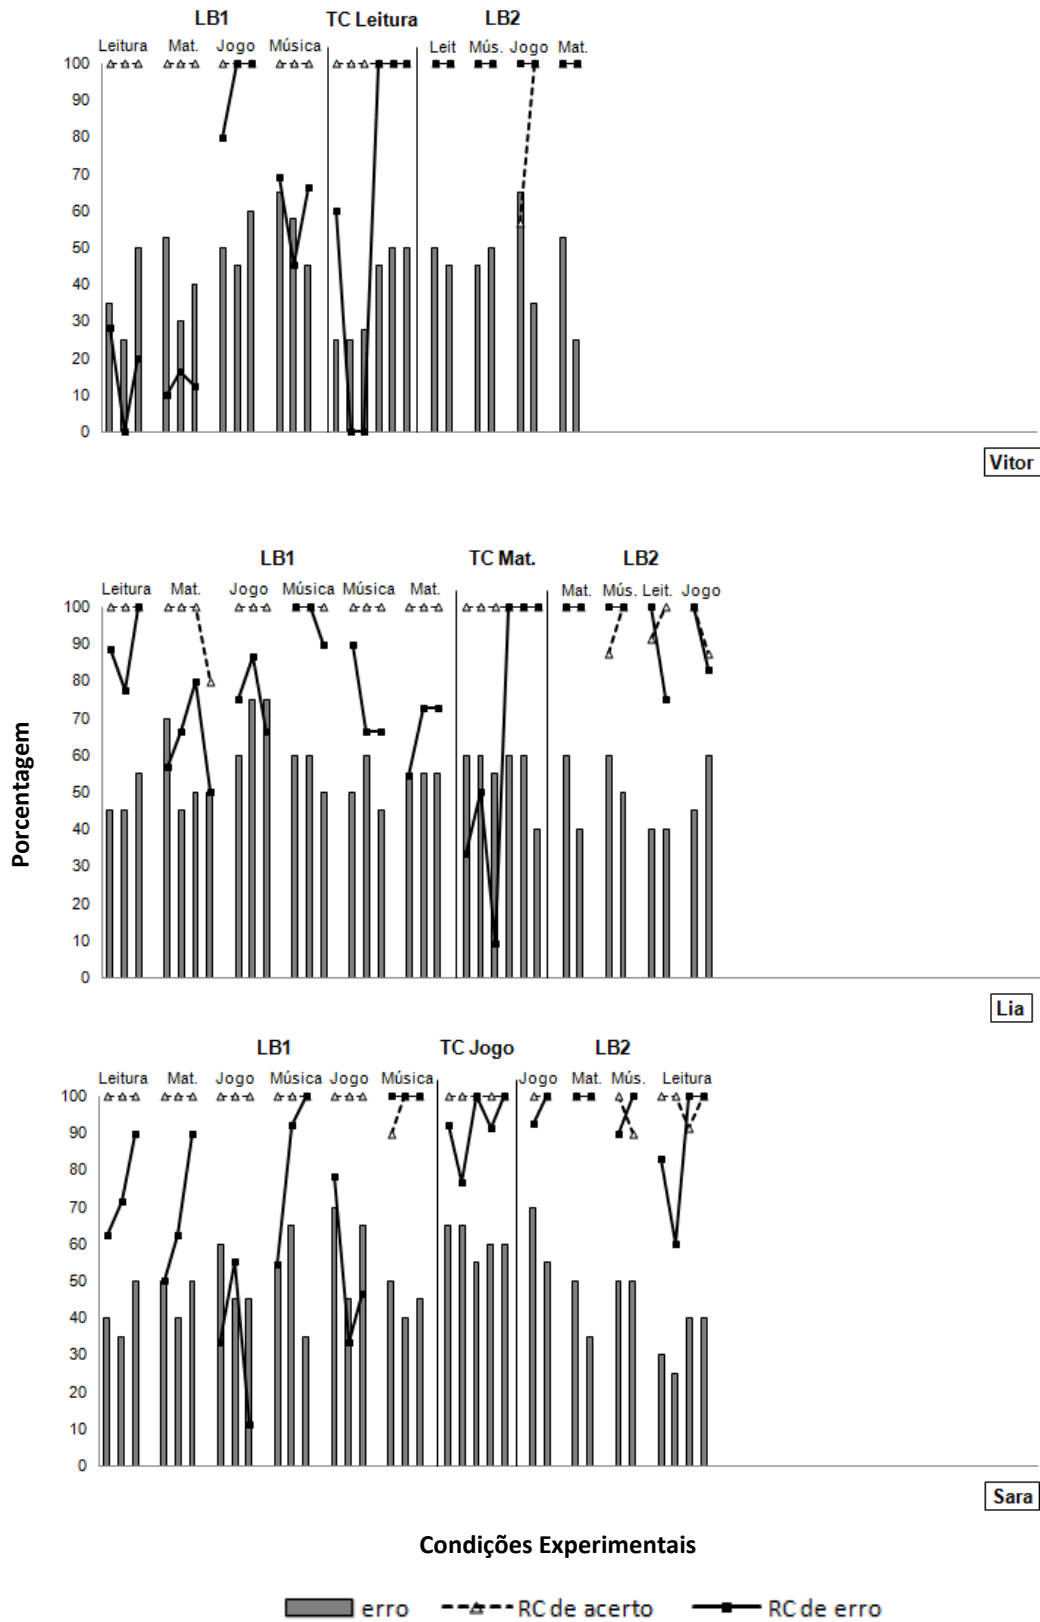 LB1 TC Leitura LB2
Leitura Mat. Jogo Música Leit Mús. Jogo Mat.
100
90
80
70
60
50
40
30
20
10
0
Vitor
LB1 TC Mat. LB2
Leitura Mat. Jogo Música Música Mat. Mat. Mús. Leit. Jogo
100
90
80
70
60
50
40
30
20
10
0
Porcentagem
Lia
LB1 TC Jogo LB2
Leitura Mat. Jogo Música Jogo Música Jogo Mat. Mús. Leitura
100
90
80
70
60
50
40
30
20
10
0
Sara
Condições Experimentais
erro RC de acerto RC de erro